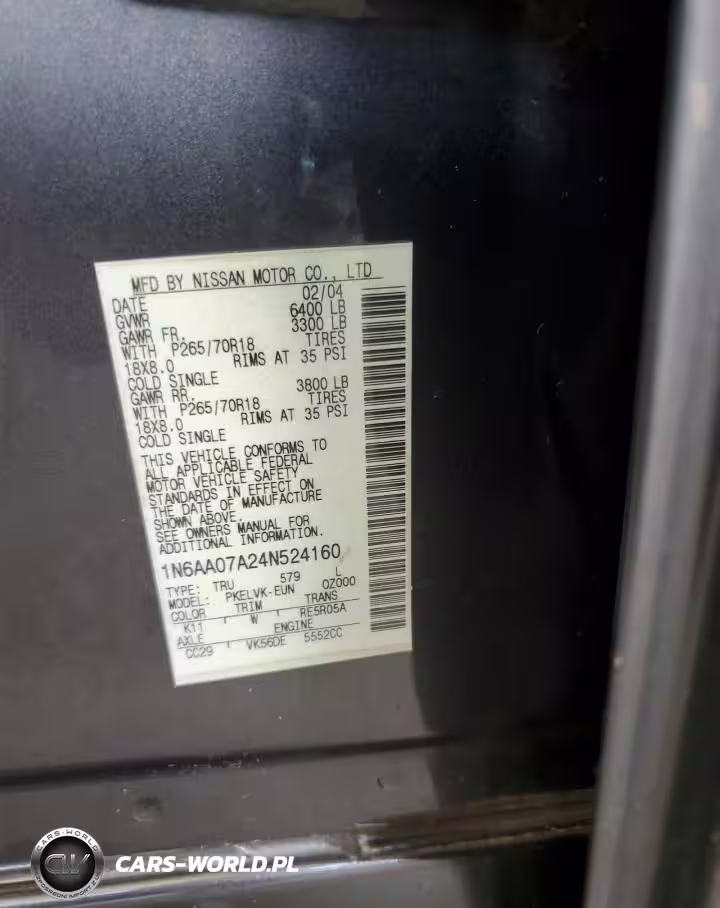 MFD BY NISSAN MOTOR CO., LTD
DATE 02/04
GVWR 6400 LB
GAWR FR. 3300 LB
WITH P265/70R18 TIRES
18X8.0 RIMS AT 35 PSI
COLD SINGLE
GAWR RR. 3800 LB
WITH P265/70R18 TIRES
18X8.0 RIMS AT 35 PSI
COLD SINGLE
THIS VEHICLE CONFORMS TO
ALL APPLICABLE FEDERAL
MOTOR VEHICLE SAFETY
STANDARDS IN EFFECT ON
THE DATE OF MANUFACTURE
SHOWN ABOVE.
SEE OWNERS MANUAL FOR
ADDITIONAL INFORMATION.
1N6AA07A24N524160
TYPE: TRU 579 L
MODEL: PKELVK-EUN OZ000
COLOR TRIM TRANS
K11 W RE5R05A
AXLE ENGINE
CC29 VK56DE 5552CC
CARS-WORLD
CW
CARS-WORLD.PL